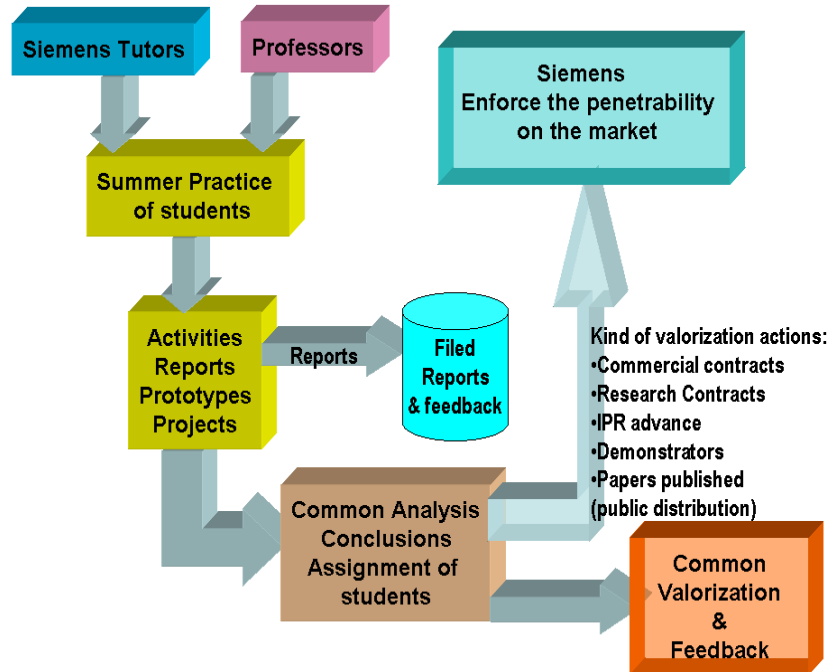 Siemens Tutors
Professors
Siemens
Enforce the penetrability
on the market
Summer Practice
of students
Activities
Reports
Prototypes
Projects
Reports
Filed
Reports
& feedback
Kind of valorization actions:
•Commercial contracts
•Research Contracts
•IPR advance
•Demonstrators
•Papers published
(public distribution)
Common Analysis
Conclusions
Assignment of
students
Common
Valorization
&
Feedback